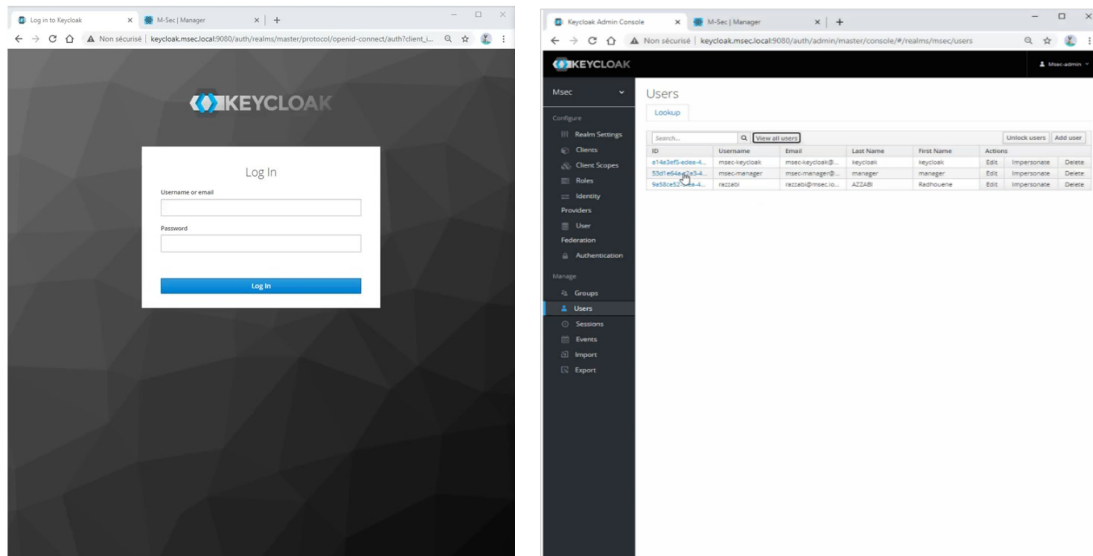 Log in to Keycloak
M-Sec | Manager
Non sécurisé | keycloak.msec.local:9080/auth/realms/master/protocol/openid-connect/auth?client_i...
KEYCLOAK
Log In
Username or email
Password
Log In
Keycloak Admin Console
M-Sec | Manager
Non sécurisé | keycloak.msec.local:9080/auth/admin/master/console/#/realms/msec/users
KEYCLOAK
Msec-admin
Msec
Users
Lookup
Configure
Search... View all users Unlock users Add user
Realm Settings
Clients
Client Scopes
Roles
Identity
Providers
User
Federation
Authentication
Manage
Groups
Users
Sessions
Events
Import
Export
ID Username Email Last Name First Name Actions
msec-keycloak msec-keycloak@... keycloak keycloak Edit Impersonate Delete
msec-manager msec-manager@... manager manager Edit Impersonate Delete
razzabi razzabi@msec.lo... AZZABI Redhouene Edit Impersonate Delete